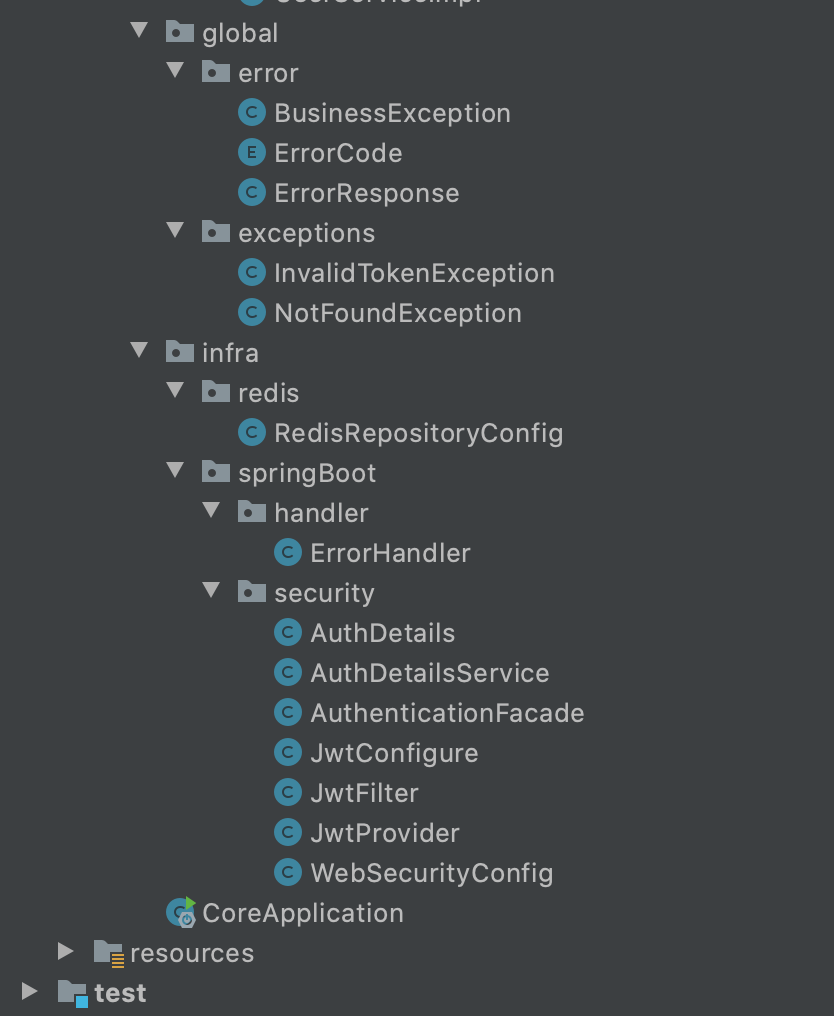 global
error
C BusinessException
E ErrorCode
C ErrorResponse
exceptions
C InvalidTokenException
C NotFoundException
infra
redis
C RedisRepositoryConfig
springBoot
handler
C ErrorHandler
security
C AuthDetails
C AuthDetailsService
C AuthenticationFacade
C JwtConfigure
C JwtFilter
C JwtProvider
C WebSecurityConfig
CoreApplication
resources
test